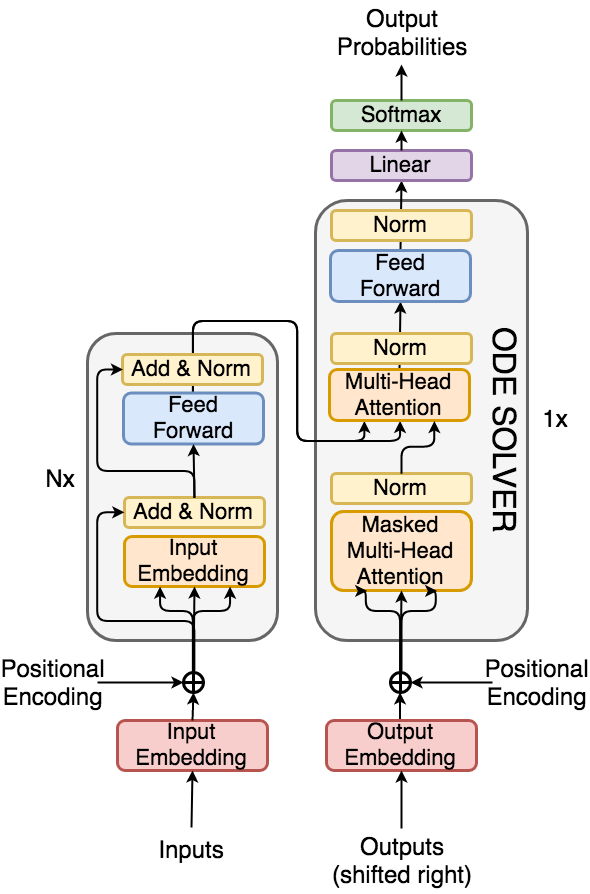 Output
Probabilities
Softmax
Linear
Norm
Feed
Forward
Norm
Multi-Head
Attention
Norm
Masked
Multi-Head
Attention
ODE SOLVER
1x
Add & Norm
Feed
Forward
Nx
Add & Norm
Input
Embedding
Positional
Encoding
Positional
Encoding
Input
Embedding
Output
Embedding
Inputs
Outputs
(shifted right)